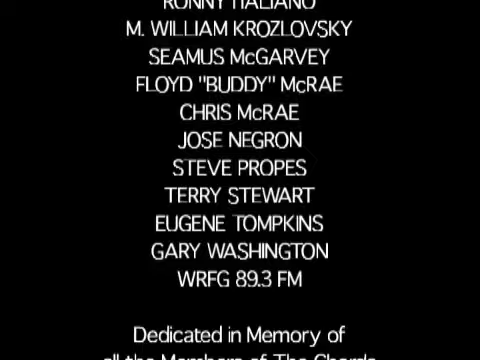 RONNY ITALIANO
M. WILLIAM KROZLOVSKY
SEAMUS McGARVEY
FLOYD "BUDDY" McRAE
CHRIS McRAE
JOSE NEGRON
STEVE PROPES
TERRY STEWART
EUGENE TOMPKINS
GARY WASHINGTON
WRFG 89.3 FM
Dedicated in Memory of
all the Members of The Chords